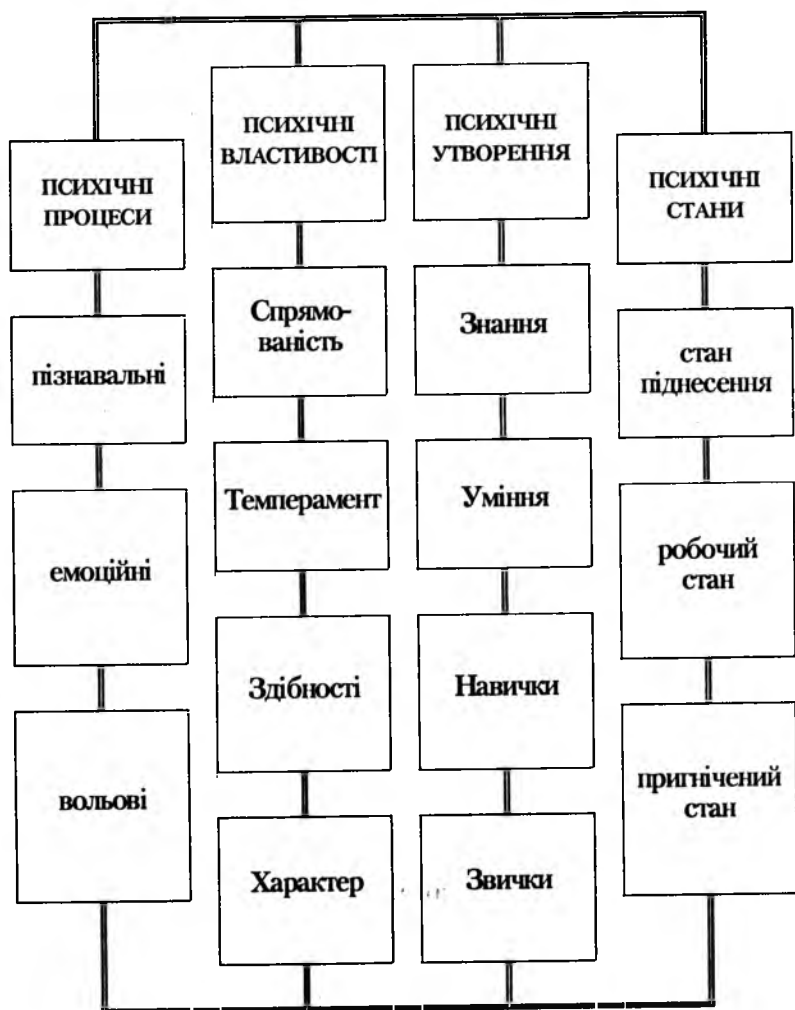 ПСИХІЧНІ
ПРОЦЕСИ
пізнавальні
емоційні
вольові
ПСИХІЧНІ
ВЛАСТИВОСТІ
Спрямо-
ваність
Темперамент
Здібності
Характер
ПСИХІЧНІ
УТВОРЕННЯ
Знання
Уміння
Навички
Звички
ПСИХІЧНІ
СТАНИ
стан
піднесення
робочий
стан
пригнічений
стан